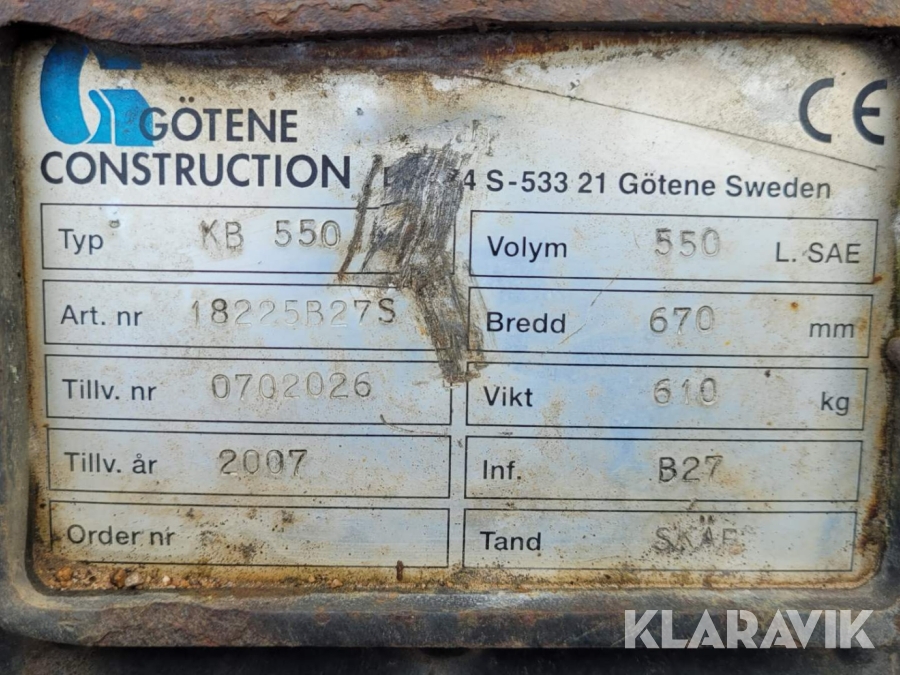 GÖTENE
CONSTRUCTION
CE
S-533 21 Götene Sweden
Typ KB 550
Volym 550 L. SAE
Art. nr 18225B27S
Bredd 670 mm
Tillv. nr 0702026
Vikt 610 kg
Tillv. år 2007
Inf. B27
Order nr
Tand
KLARAVIK